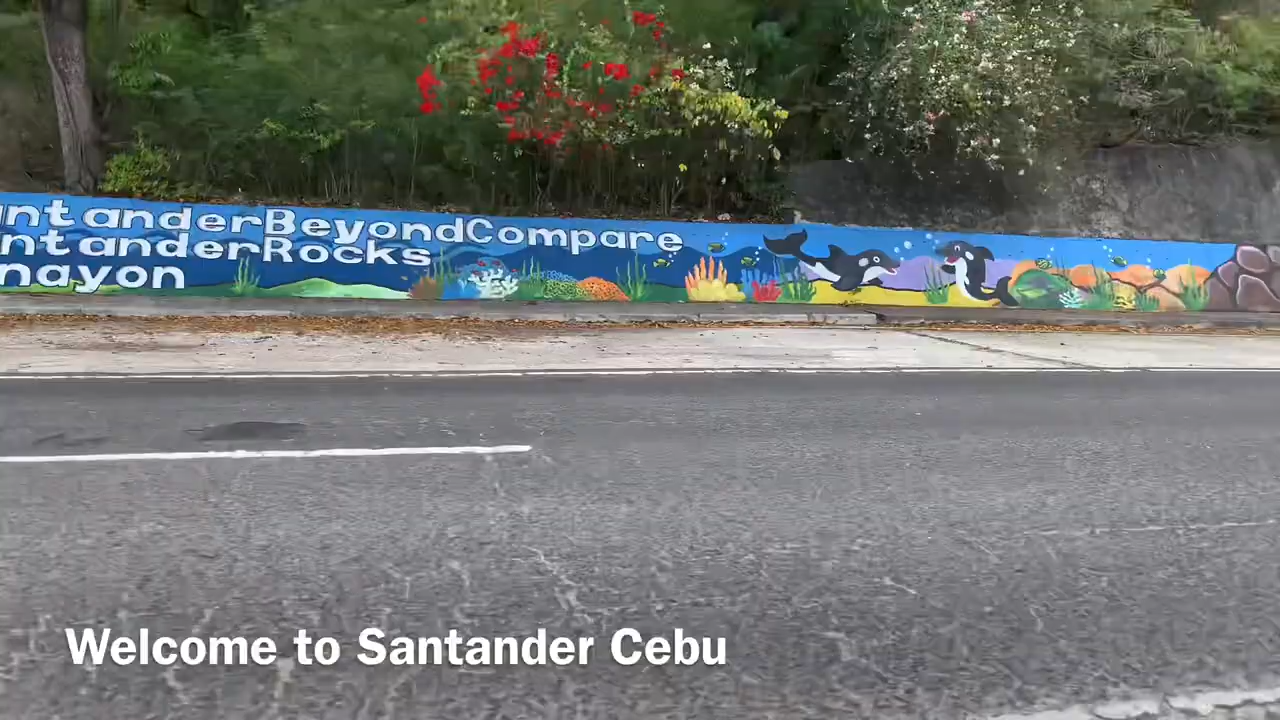 ntanderBeyondCompare
ntanderRocks
nayon
Welcome to Santander Cebu